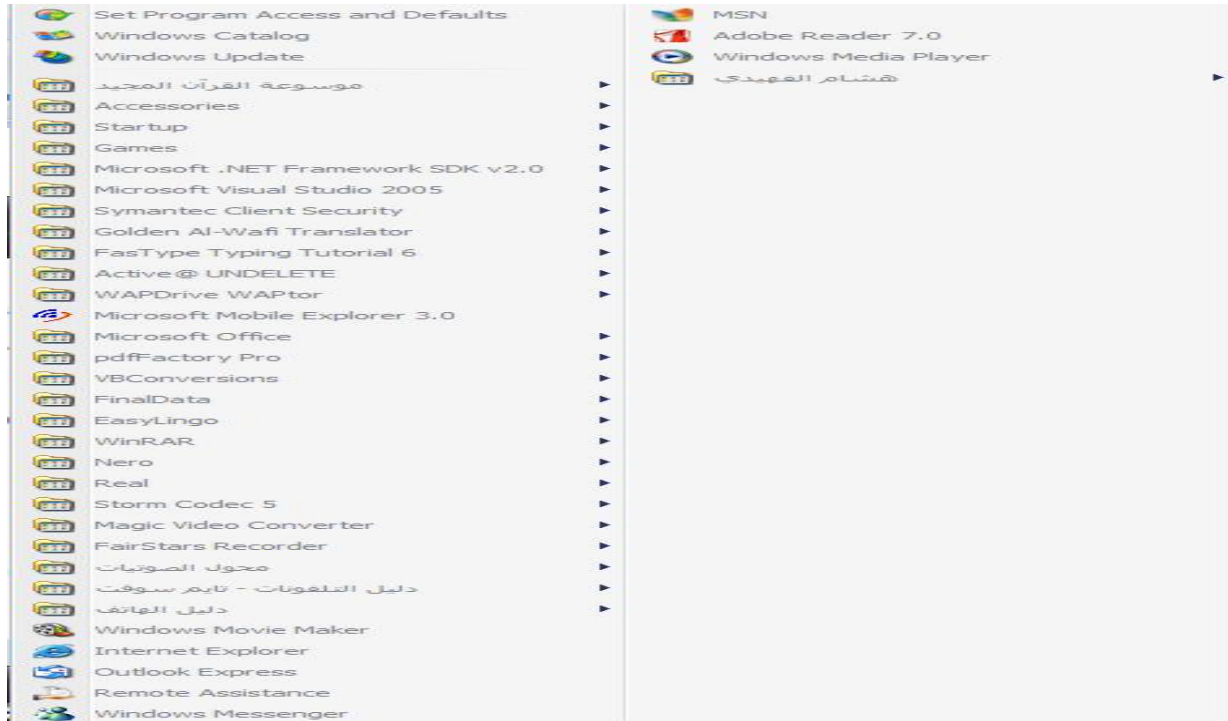 Set Program Access and Defaults
Windows Catalog
Windows Update
موسوعة القرآن المجيد
Accessories
Startup
Games
Microsoft .NET Framework SDK v2.0
Microsoft Visual Studio 2005
Symantec Client Security
Golden Al-Wafi Translator
FasType Typing Tutorial 6
Active@ UNDELETE
WAPDrive WAPtor
Microsoft Mobile Explorer 3.0
Microsoft Office
pdfFactory Pro
VBConversions
FinalData
EasyLingo
WinRAR
Nero
Real
Storm Codec 5
Magic Video Converter
FairStars Recorder
محول الصوتيات
دليل التلفونات - تايم سوفت
دليل الهاتف
Windows Movie Maker
Internet Explorer
Outlook Express
Remote Assistance
Windows Messenger
MSN
Adobe Reader 7.0
Windows Media Player
هشام الفهيدي